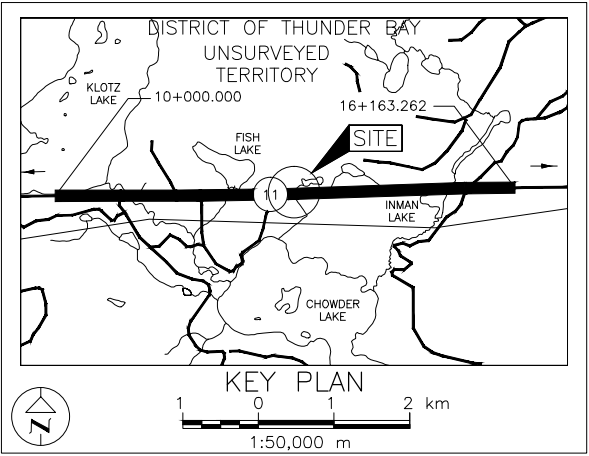 DISTRICT OF THUNDER BAY
UNSURVEYED
TERRITORY
KLOTZ
LAKE
10+000.000
16+163.262
FISH
LAKE
SITE
11
INMAN
LAKE
CHOWDER
LAKE
KEY PLAN
1 0 1 2 km
1:50,000 m
N